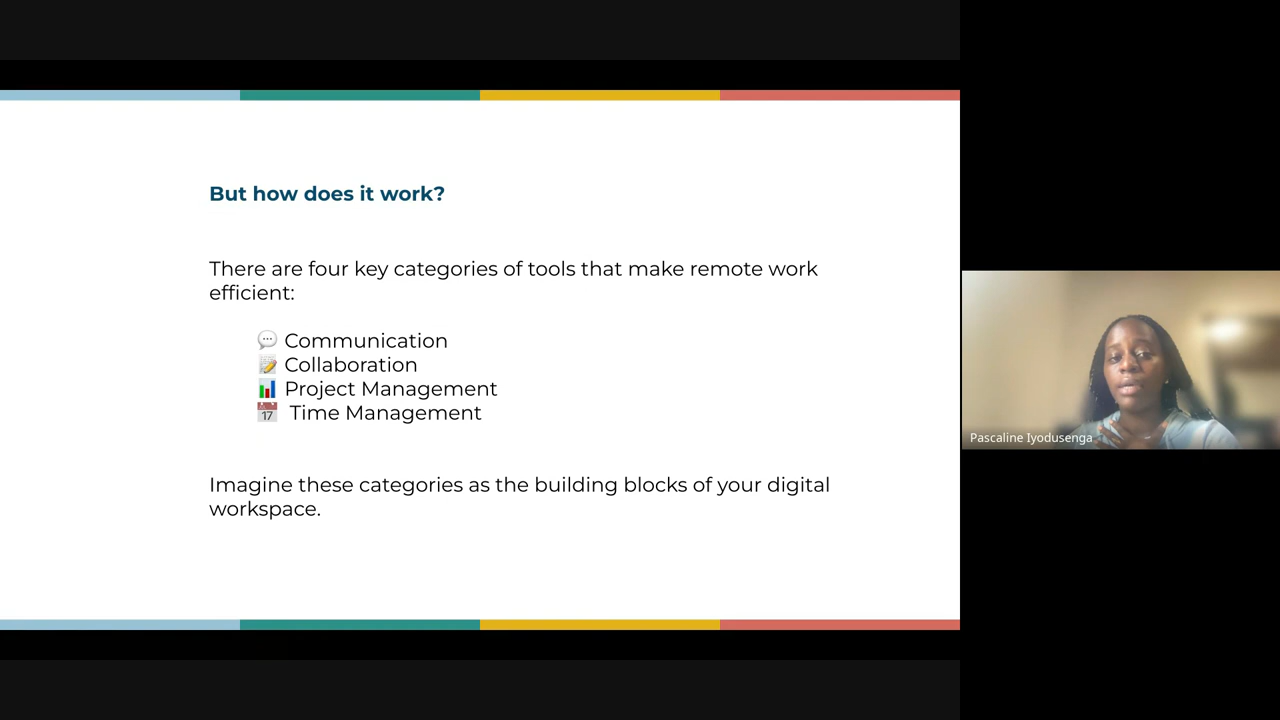 But how does it work?
There are four key categories of tools that make remote work
efficient:
💬 Communication
📝 Collaboration
📊 Project Management
📅 Time Management
Imagine these categories as the building blocks of your digital
workspace.
Pascaline Iyodusenga